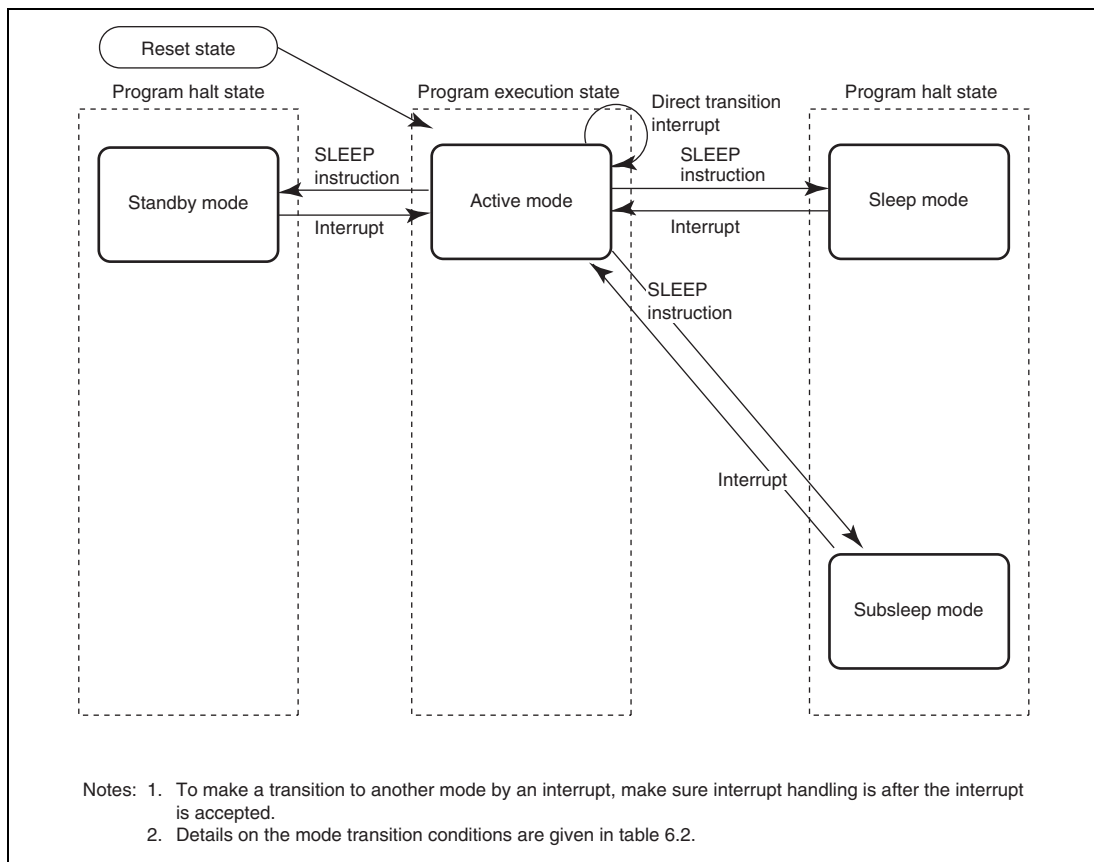 Reset state
Program halt state
Program execution state
Program halt state
Direct transition
interrupt
SLEEP
instruction
SLEEP
instruction
Standby mode
Active mode
Sleep mode
Interrupt
Interrupt
SLEEP
instruction
Interrupt
Subsleep mode
Notes: 1. To make a transition to another mode by an interrupt, make sure interrupt handling is after the interrupt
is accepted.
2. Details on the mode transition conditions are given in table 6.2.